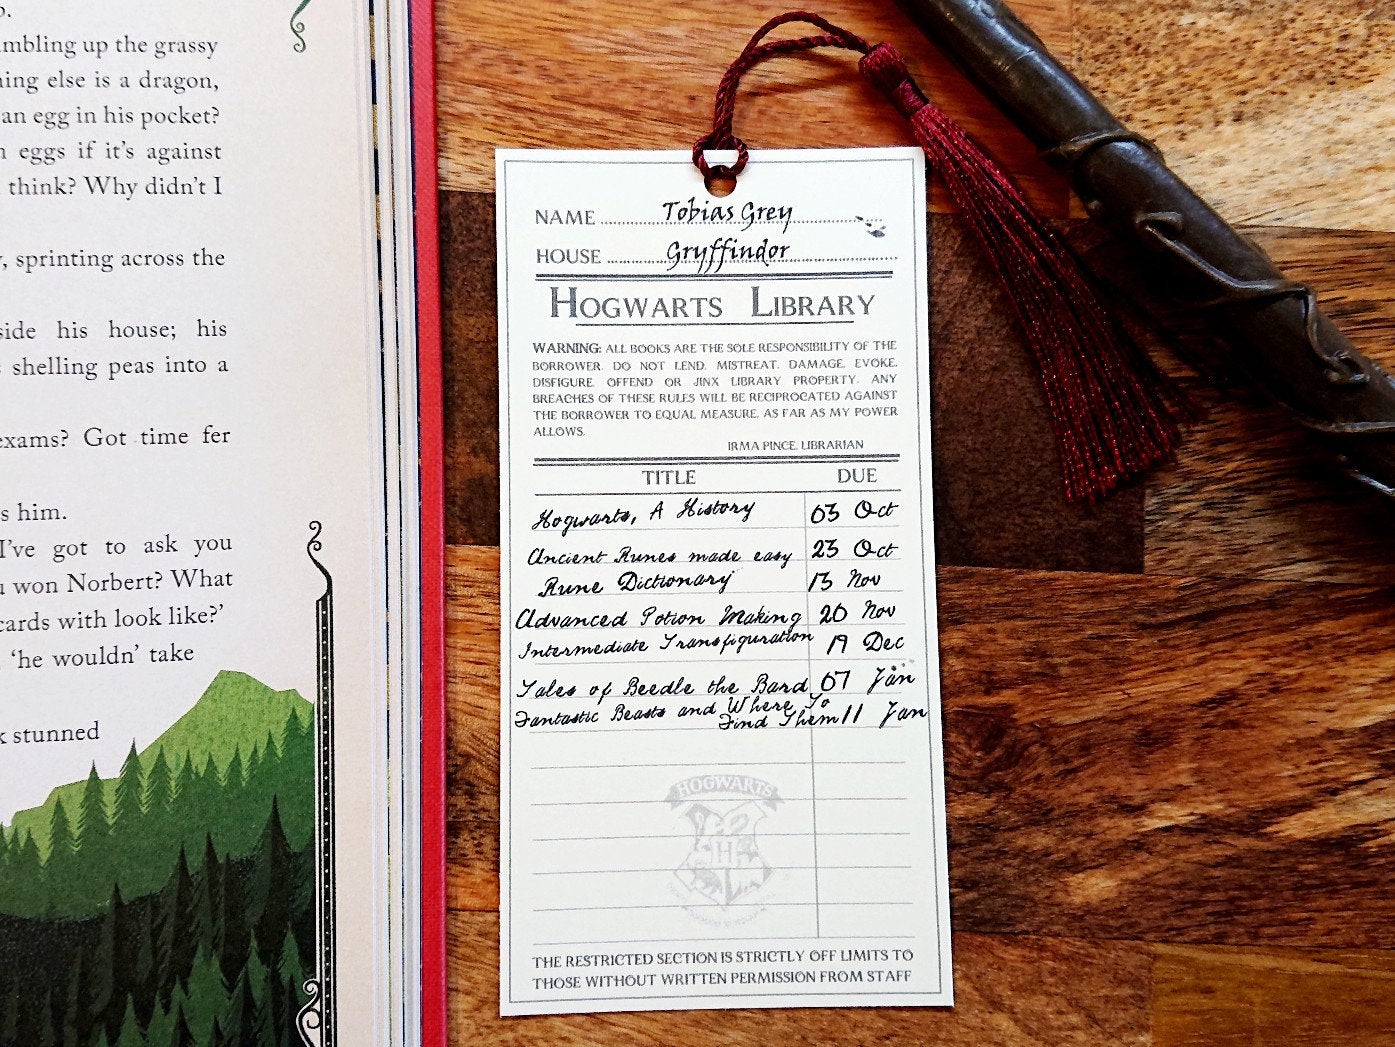 o.
mbling up the grassy
ning else is a dragon,
an egg in his pocket?
n eggs if it's against
think? Why didn't I
y, sprinting across the
side his house; his
shelling peas into a
exams? Got time fer
s him.
I've got to ask you
u won Norbert? What
cards with look like?'
'he wouldn' take
k stunned
NAME Tobias Grey
HOUSE Gryffindor
HOGWARTS LIBRARY
WARNING: ALL BOOKS ARE THE SOLE RESPONSIBILITY OF THE
BORROWER. DO NOT LEND, MISTREAT, DAMAGE, EVOKE,
DISFIGURE, OFFEND OR JINX LIBRARY PROPERTY. ANY
BREACHES OF THESE RULES WILL BE RECIPROCATED AGAINST
THE BORROWER TO EQUAL MEASURE, AS FAR AS MY POWER
ALLOWS.
IRMA PINCE, LIBRARIAN
TITLE DUE
Hogwarts, A History 03 Oct
Ancient Runes made easy 23 Oct
Rune Dictionary 13 Nov
Advanced Potion Making 20 Nov
Intermediate Transfiguration 19 Dec
Tales of Beedle the Bard 07 Jan
Fantastic Beasts and Where To
Find Them 11 Jan
HOGWARTS
H
THE RESTRICTED SECTION IS STRICTLY OFF LIMITS TO
THOSE WITHOUT WRITTEN PERMISSION FROM STAFF